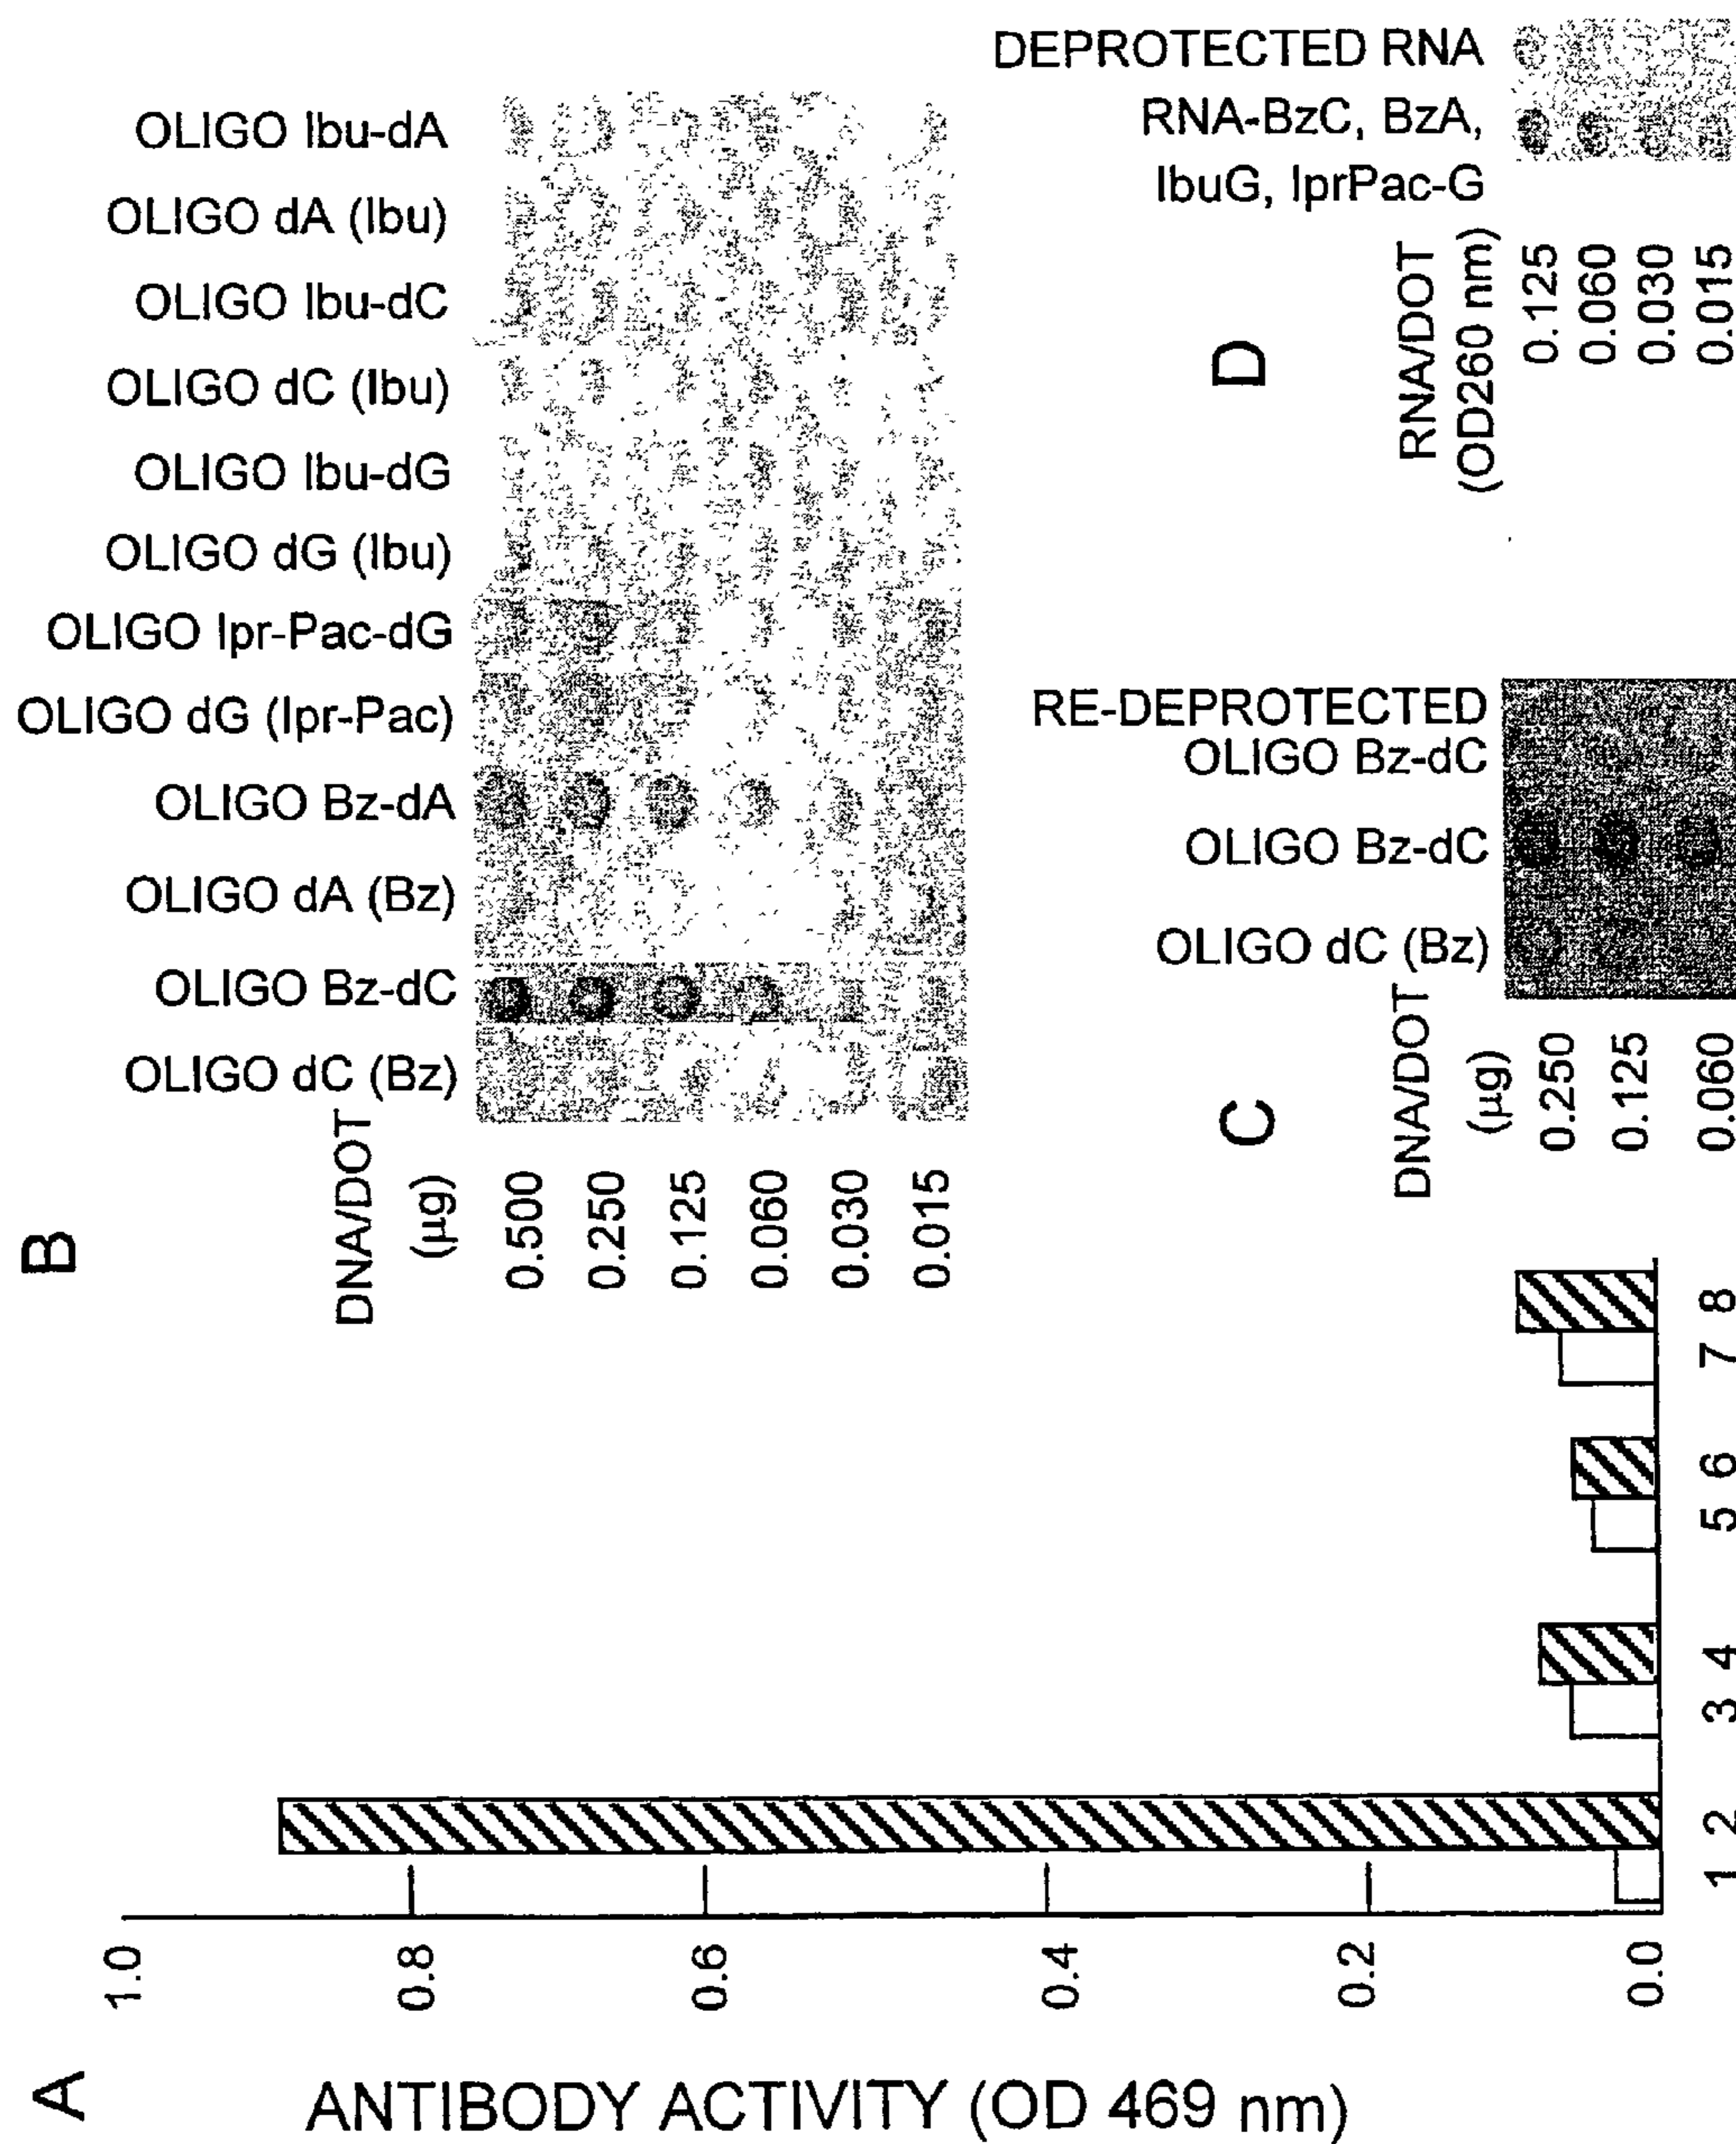 A
ANTIBODY ACTIVITY (OD 469 nm)
1.0
0.8
0.6
0.4
0.2
0.0
1 2 3 4 5 6 7 8
B
DNA/DOT
(µg)
0.500
0.250
0.125
0.060
0.030
0.015
OLIGO Ibu-dA
OLIGO dA (Ibu)
OLIGO Ibu-dC
OLIGO dC (Ibu)
OLIGO Ibu-dG
OLIGO dG (Ibu)
OLIGO Ipr-Pac-dG
OLIGO dG (Ipr-Pac)
OLIGO Bz-dA
OLIGO dA (Bz)
OLIGO Bz-dC
OLIGO dC (Bz)
C
DNA/DOT
(µg)
0.250
0.125
0.060
RE-DEPROTECTED
OLIGO Bz-dC
OLIGO Bz-dC
OLIGO dC (Bz)
D
RNA/DOT
(OD260 nm)
0.125
0.060
0.030
0.015
DEPROTECTED RNA
RNA-BzC, BzA,
IbuG, IprPac-G